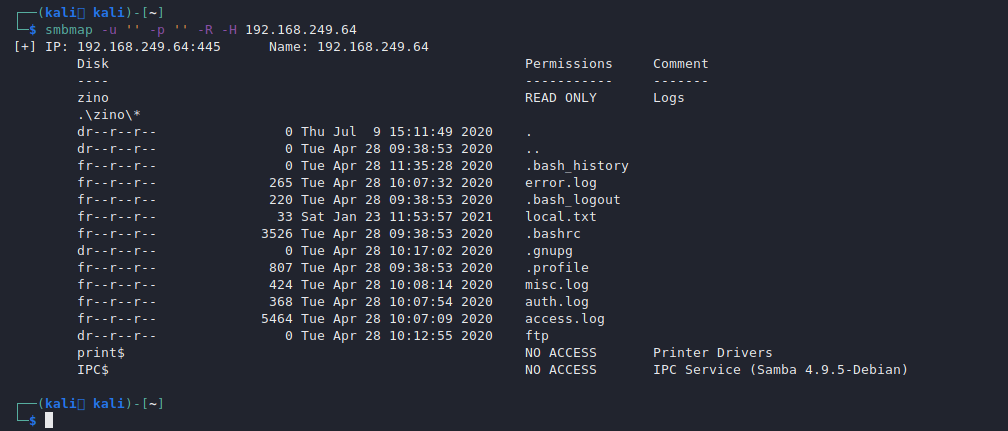 ┌──(kali㉿ kali)-[~]
└─$ smbmap -u '' -p '' -R -H 192.168.249.64
[+] IP: 192.168.249.64:445 Name: 192.168.249.64
Disk Permissions Comment
---- ----------- -------
zino READ ONLY Logs
.\zino\*
dr--r--r-- 0 Thu Jul 9 15:11:49 2020 .
dr--r--r-- 0 Tue Apr 28 09:38:53 2020 ..
fr--r--r-- 0 Tue Apr 28 11:35:28 2020 .bash_history
fr--r--r-- 265 Tue Apr 28 10:07:32 2020 error.log
fr--r--r-- 220 Tue Apr 28 09:38:53 2020 .bash_logout
fr--r--r-- 33 Sat Jan 23 11:53:57 2021 local.txt
fr--r--r-- 3526 Tue Apr 28 09:38:53 2020 .bashrc
dr--r--r-- 0 Tue Apr 28 10:17:02 2020 .gnupg
fr--r--r-- 807 Tue Apr 28 09:38:53 2020 .profile
fr--r--r-- 424 Tue Apr 28 10:08:14 2020 misc.log
fr--r--r-- 368 Tue Apr 28 10:07:54 2020 auth.log
fr--r--r-- 5464 Tue Apr 28 10:07:09 2020 access.log
dr--r--r-- 0 Tue Apr 28 10:12:55 2020 ftp
print$ NO ACCESS Printer Drivers
IPC$ NO ACCESS IPC Service (Samba 4.9.5-Debian)
┌──(kali㉿ kali)-[~]
└─$